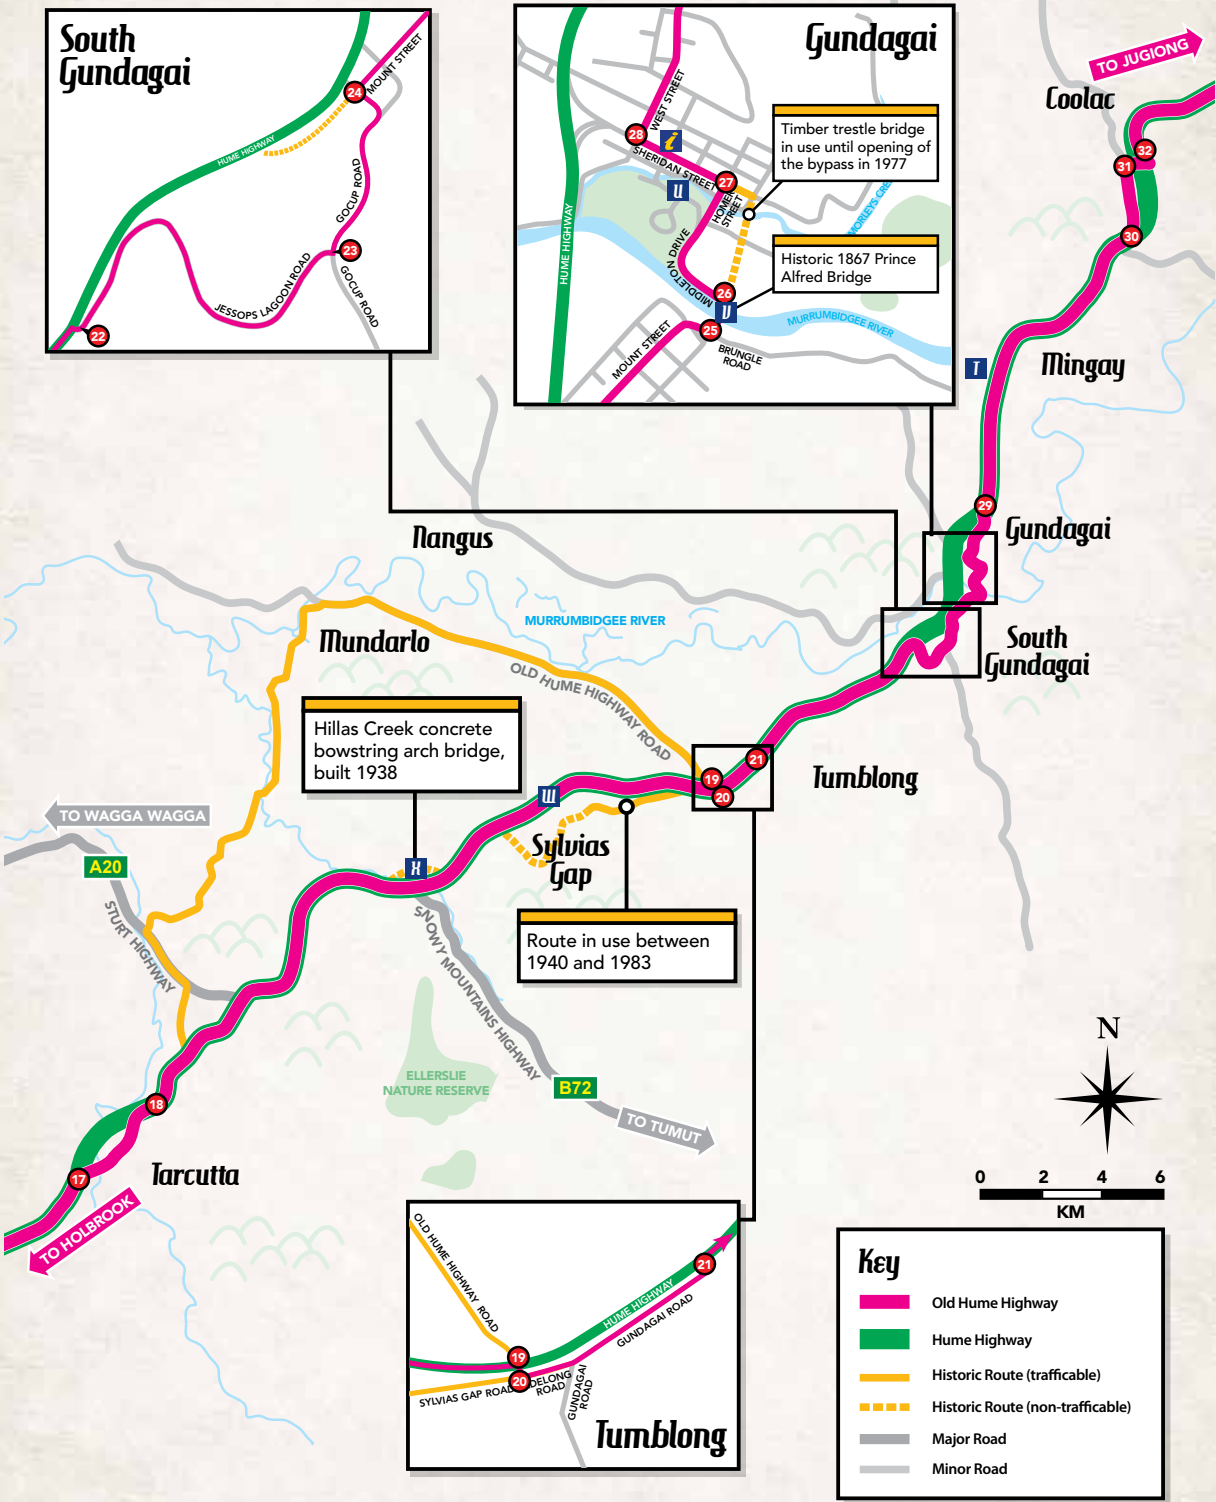 South
Gundagai
24
MOUNT STREET
HUME HIGHWAY
GOCUP ROAD
23
GOCUP ROAD
JESSOPS LAGOON ROAD
22
Gundagai
WEST STREET
28
i
SHERIDAN STREET
27
U
HOMER
STREET
Timber trestle bridge
in use until opening of
the bypass in 1977
MORLEYS CRE
HUME HIGHWAY
MIDDLETON DRIVE
Historic 1867 Prince
Alfred Bridge
26
V
25
MURRUMBIDGEE RIVER
MOUNT STREET
BRUNGLE
ROAD
TO JUGIONG
Coolac
32
31
30
T
Mingay
29
Gundagai
Nangus
MURRUMBIDGEE RIVER
South
Gundagai
Mundarlo
OLD HUME HIGHWAY ROAD
Hillas Creek concrete
bowstring arch bridge,
built 1938
21
19
20
Tumblong
W
TO WAGGA WAGGA
Sylvias
Gap
A20
X
STURT HIGHWAY
SNOWY MOUNTAINS HIGHWAY
Route in use between
1940 and 1983
ELLERSLIE
NATURE RESERVE
B72
TO TUMUT
N
18
17
Tarcutta
TO HOLBROOK
0 2 4 6
KM
OLD HUME HIGHWAY ROAD
21
HUME HIGHWAY
GUNDAGAI ROAD
19
20
SYLVIAS GAP ROAD
DELONG
ROAD
GUNDAGAI
ROAD
Tumblong
Key
Old Hume Highway
Hume Highway
Historic Route (trafficable)
Historic Route (non-trafficable)
Major Road
Minor Road